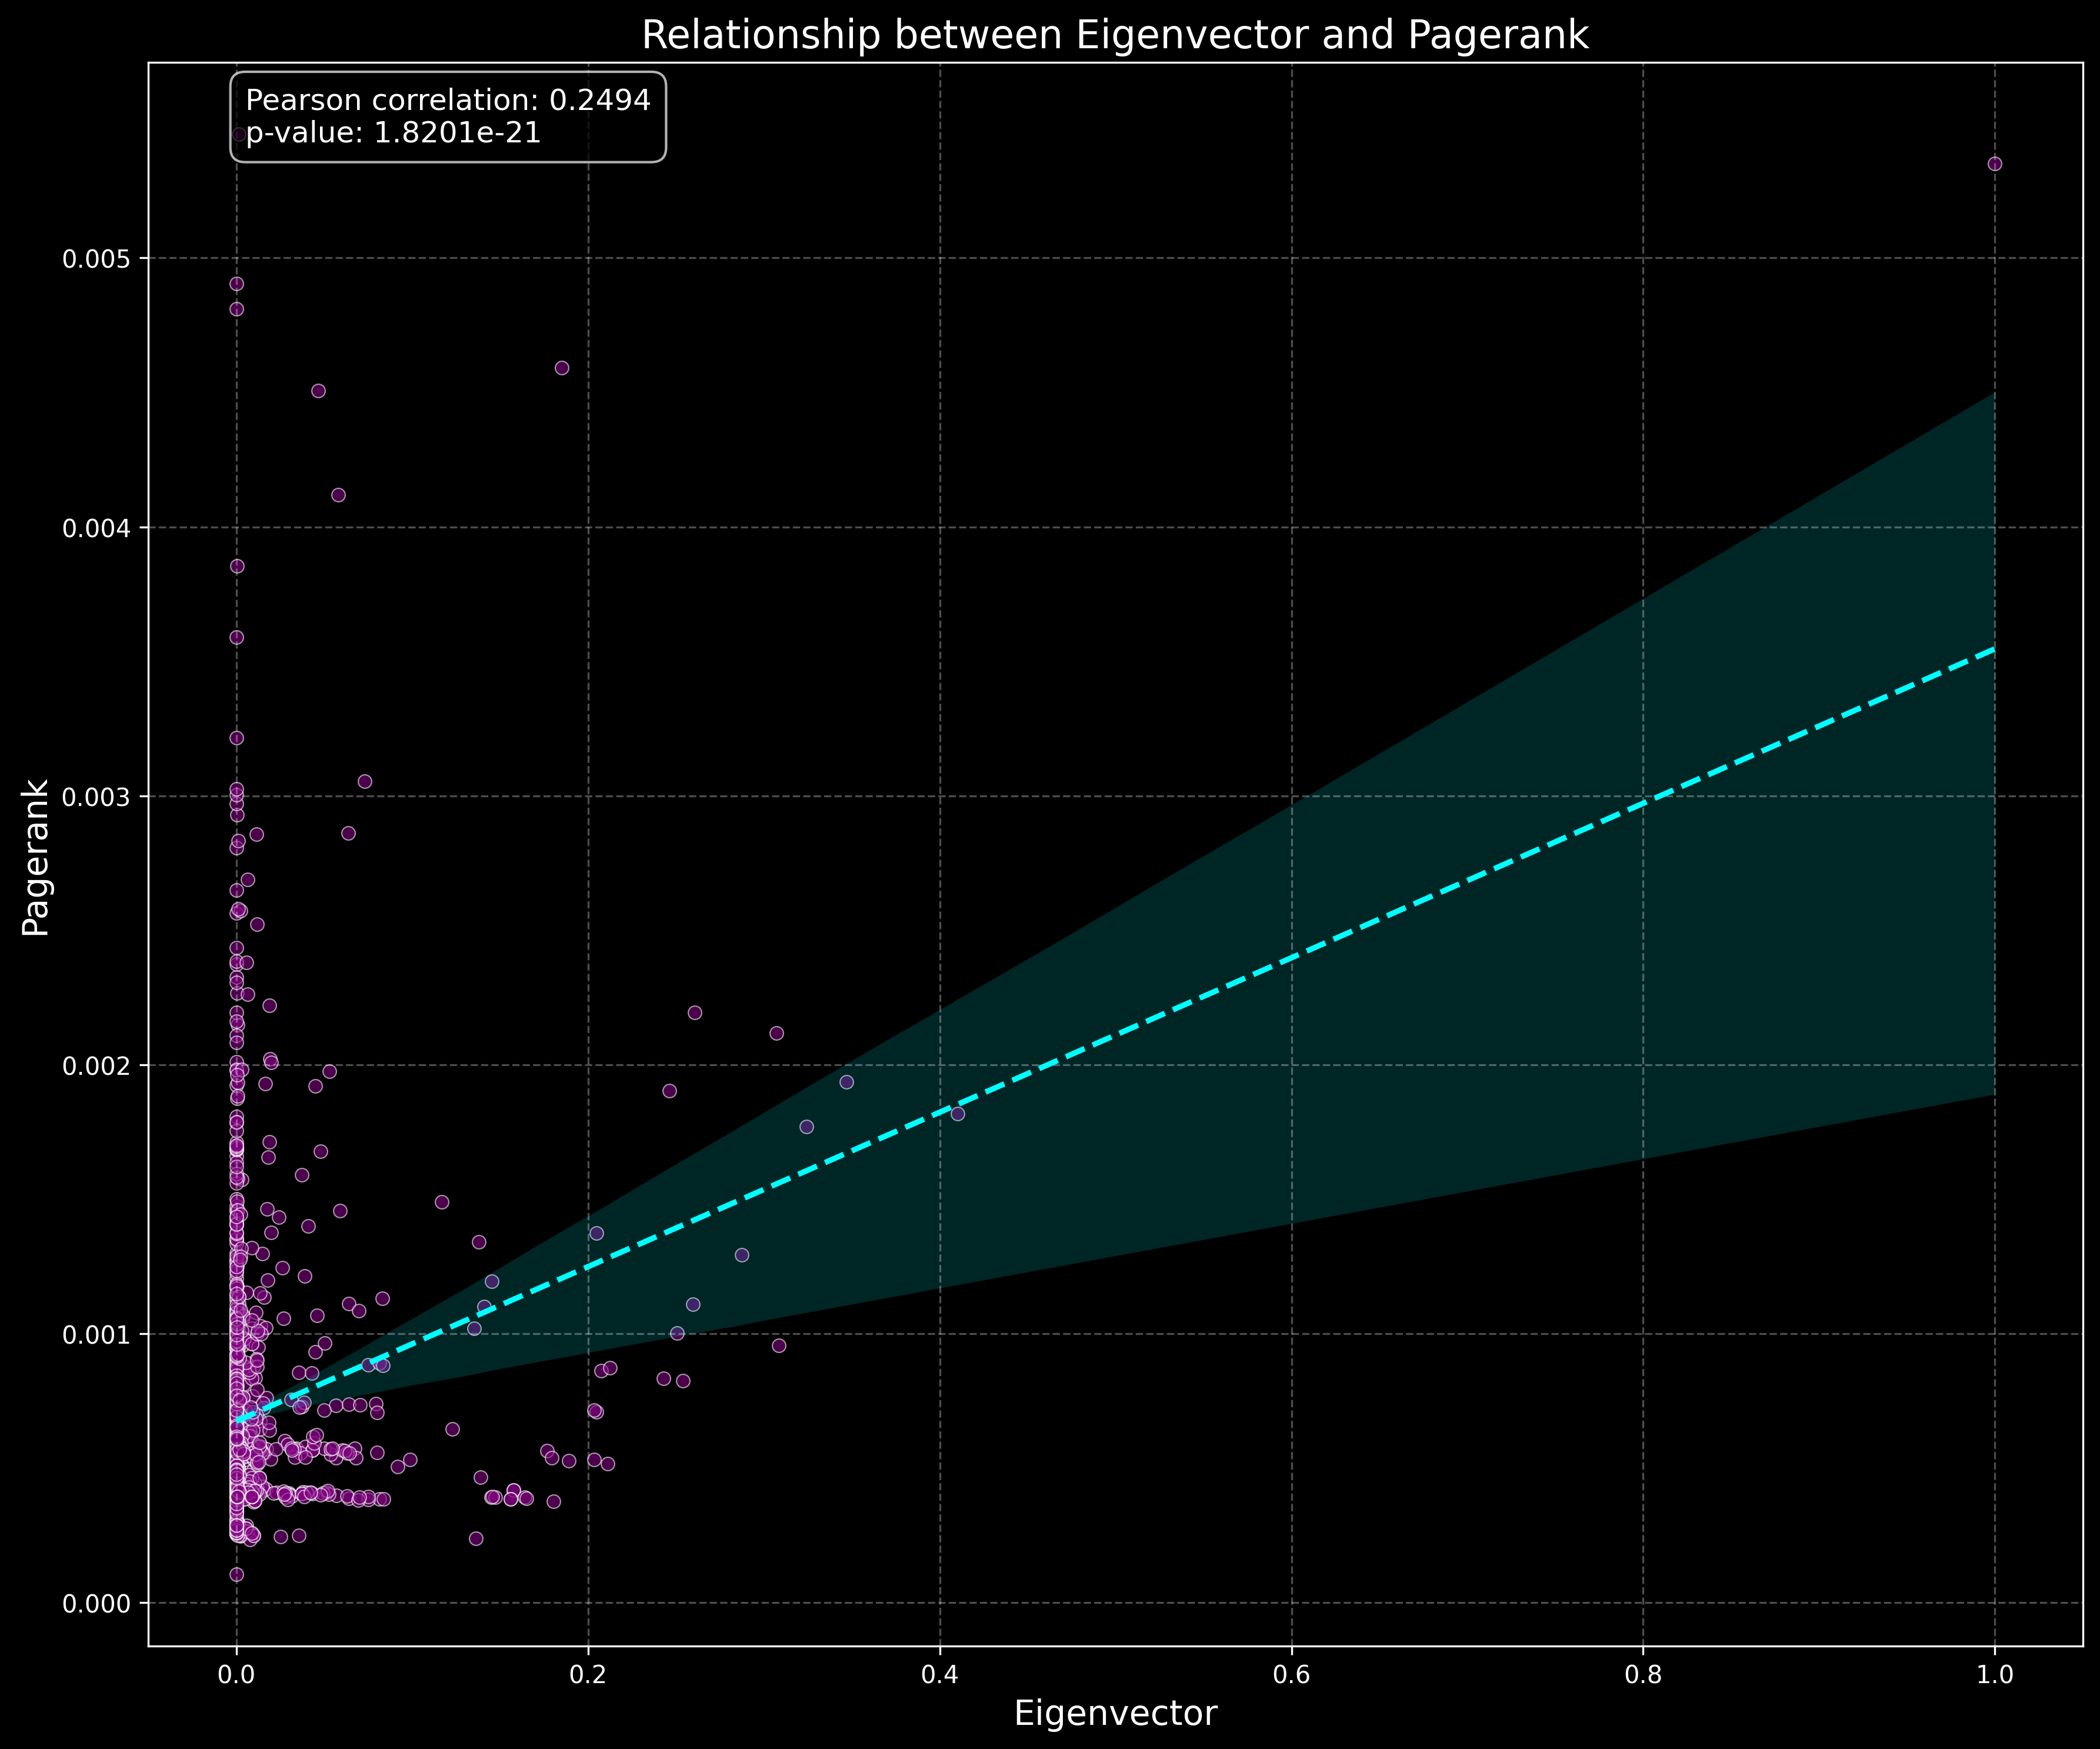 Relationship between Eigenvector and Pagerank
Pearson correlation: 0.2494
p-value: 1.8201e-21
Pagerank
0.005
0.004
0.003
0.002
0.001
0.000
0.0
0.2
0.4
0.6
0.8
1.0
Eigenvector